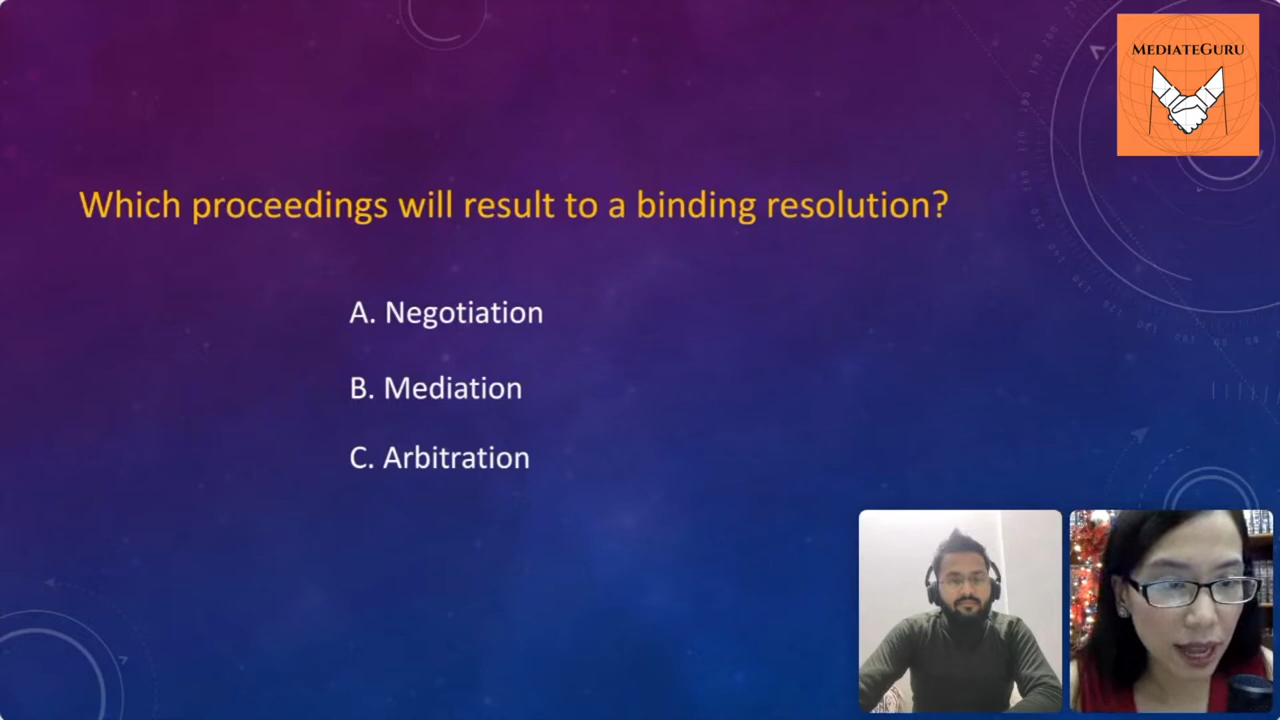 MEDIATEGURU
Which proceedings will result to a binding resolution?
A. Negotiation
B. Mediation
C. Arbitration